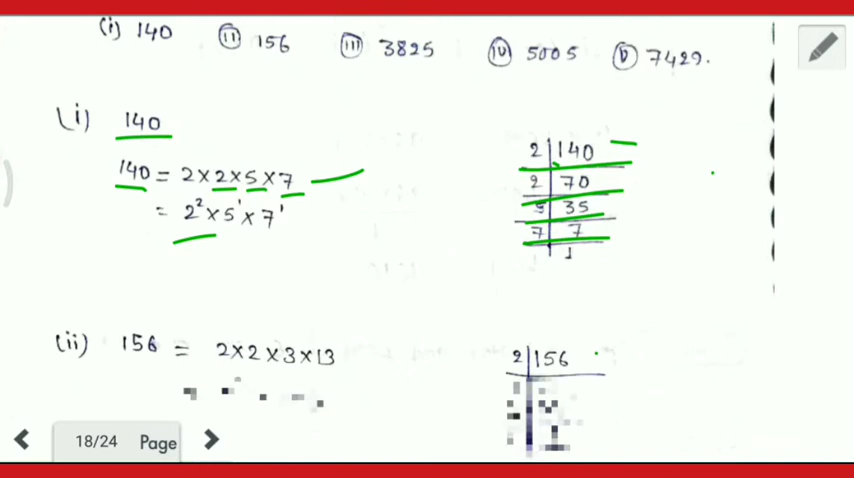 (i) 140 (ii) 156 (iii) 3825 (iv) 5005 (v) 7429.
(i) 140
140 = 2 × 2 × 5 × 7
= 2² × 5¹ × 7¹
2 | 140
2 | 70
5 | 35
7 | 7
1
(ii) 156 = 2×2×3×13
2 | 156
18/24 Page